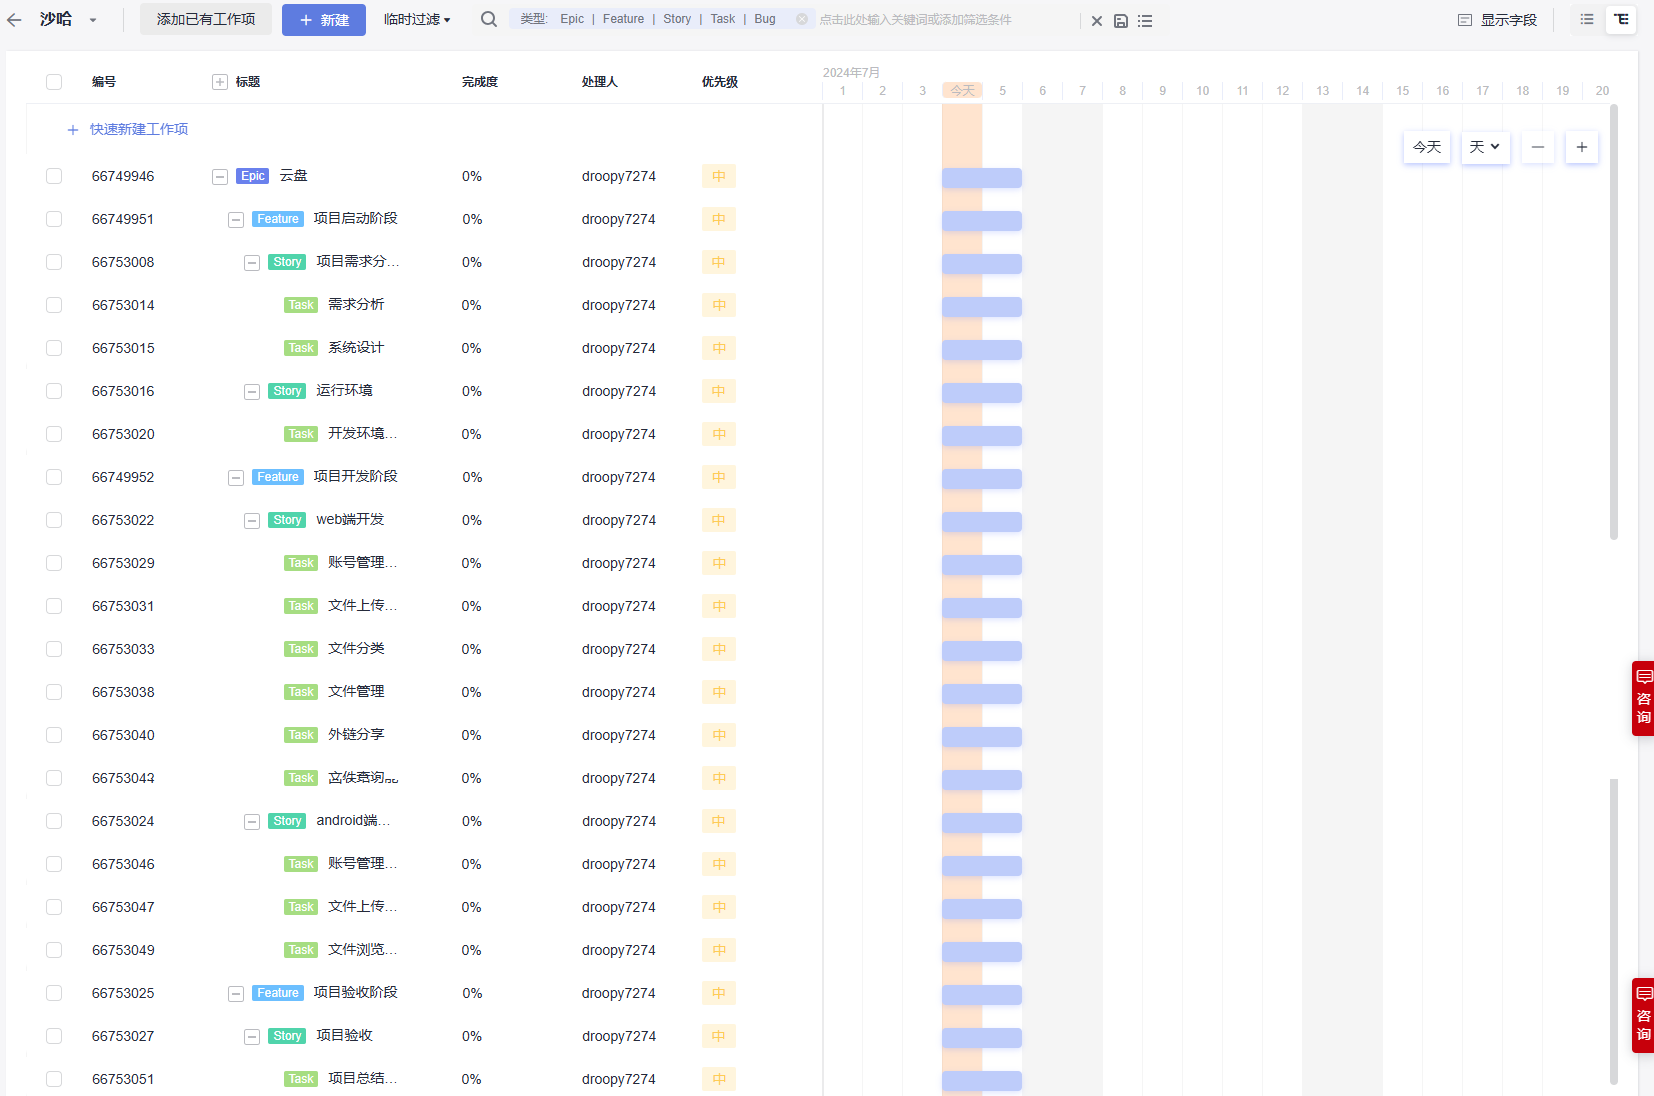 沙哈 添加已有工作项 + 新建 临时过滤 类型: Epic | Feature | Story | Task | Bug 点击此处输入关键词或添加筛选条件 显示字段
编号 标题 完成度 处理人 优先级 2024年7月
1 2 3 今天 5 6 7 8 9 10 11 12 13 14 15 16 17 18 19 20
+ 快速新建工作项
今天 天 — +
66749946 Epic 云盘 0% droopy7274 中
66749951 Feature 项目启动阶段 0% droopy7274 中
66753008 Story 项目需求分... 0% droopy7274 中
66753014 Task 需求分析 0% droopy7274 中
66753015 Task 系统设计 0% droopy7274 中
66753016 Story 运行环境 0% droopy7274 中
66753020 Task 开发环境... 0% droopy7274 中
66749952 Feature 项目开发阶段 0% droopy7274 中
66753022 Story web端开发 0% droopy7274 中
66753029 Task 账号管理... 0% droopy7274 中
66753031 Task 文件上传... 0% droopy7274 中
66753033 Task 文件分类 0% droopy7274 中
66753038 Task 文件管理 0% droopy7274 中
66753040 Task 外链分享 0% droopy7274 中
Task 0% droopy7274 中
66753024 Story android端... 0% droopy7274 中
66753046 Task 账号管理... 0% droopy7274 中
66753047 Task 文件上传... 0% droopy7274 中
66753049 Task 文件浏览... 0% droopy7274 中
66753025 Feature 项目验收阶段 0% droopy7274 中
66753027 Story 项目验收 0% droopy7274 中
66753051 Task 项目总结... 0% droopy7274 中
咨询
咨询